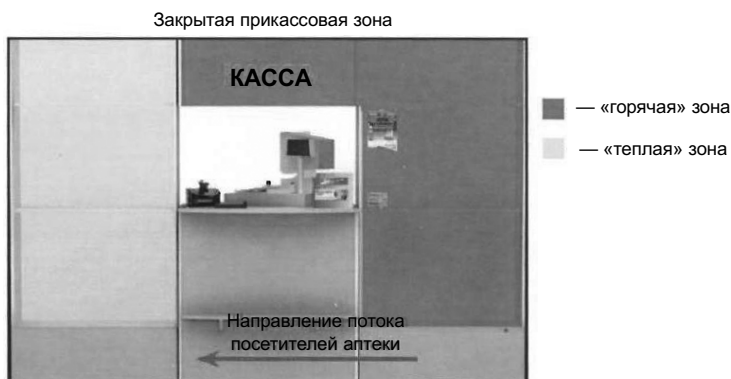 Закрытая прикассовая зона
КАССА
— «горячая» зона
— «теплая» зона
Направление потока
посетителей аптеки